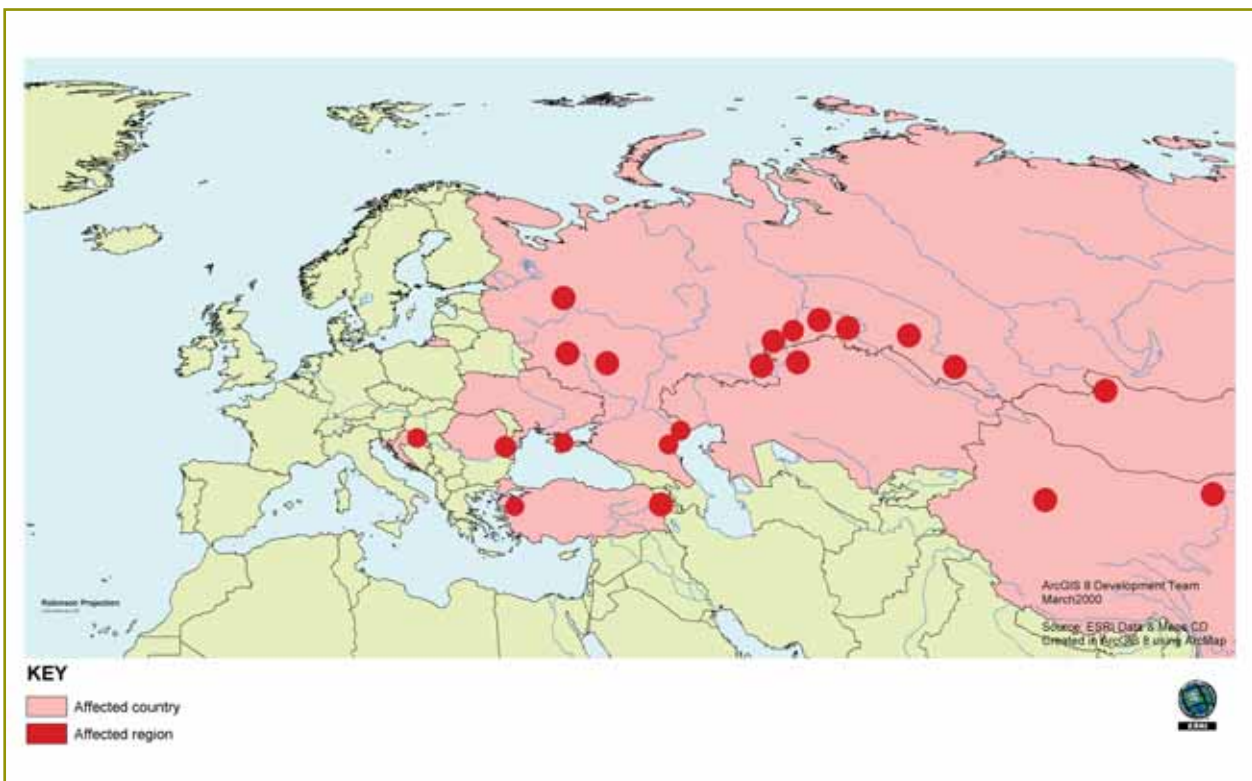 Robinson Projection
ArcGIS 8 Development Team
March2000
Source: ESRI Data & Maps CD
Created in ArcGIS 8 using ArcMap
KEY
Affected country
Affected region
ESRI